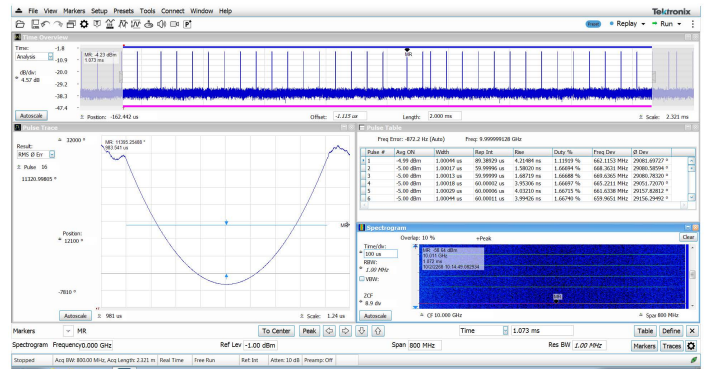 File View Markers Setup Presets Tools Connect Window Help
Tektronix
Replay Run
Time Overview
Time:
Analysis
dB/div:
4.57 dB
Autoscale
-1.8
-10.9
-20.0
-29.2
-38.3
-47.4
MR: -4.23 dBm
1.073 ms
MR
Position: -162.442 us
Offset: -1.115 us
Length: 2.000 ms
Scale: 2.321 ms
Pulse Trace
Result:
RMS Ø Err
Pulse 16
11320.99805 °
32000 °
MR: 11395.25488 °
983.541 us
Position:
12100 °
-7810 °
MR
Autoscale
981 us
Scale: 1.24 us
Pulse Table
Freq Error: -872.2 Hz (Auto) Freq: 9.999999128 GHz
Pulse # Avg ON Width Rep Int Rise Duty % Freq Dev Ø Dev
1 -4.99 dBm 1.00044 us 89.38929 us 4.21484 ns 1.11919 % 662.1153 MHz 29081.69727 °
2 -5.00 dBm 1.00017 us 59.99996 us 1.58020 ns 1.66694 % 668.3631 MHz 29080.58594 °
3 -5.00 dBm 1.00013 us 59.99999 us 1.68719 ns 1.66688 % 669.6365 MHz 29080.78320 °
4 -5.00 dBm 1.00018 us 60.00002 us 3.95306 ns 1.66697 % 665.2211 MHz 29051.72070 °
5 -5.00 dBm 1.00029 us 60.00006 us 4.03210 ns 1.66715 % 661.6338 MHz 29157.82812 °
6 -5.00 dBm 1.00044 us 60.00011 us 3.99426 ns 1.66740 % 659.9651 MHz 29156.29492 °
Spectrogram
Overlap: 10 % +Peak
Clear
Time/div:
100 us
RBW:
1.00 MHz
VBW:
ZCF
8.9 div
Autoscale
MR: -58.64 dBm
10.011 GHz
1.072 ms
MR
CF 10.000 GHz
Span 800 MHz
Markers MR To Center Peak Time 1.073 ms Table Define
Spectrogram Frequency 0.000 GHz Ref Lev -1.00 dBm Span 800 MHz Res BW 1.00 MHz Markers Traces
Stopped Acq BW: 800.00 MHz, Acq Length: 2.321 m Real Time Free Run Ref: Int Atten: 10 dB Preamp: Off